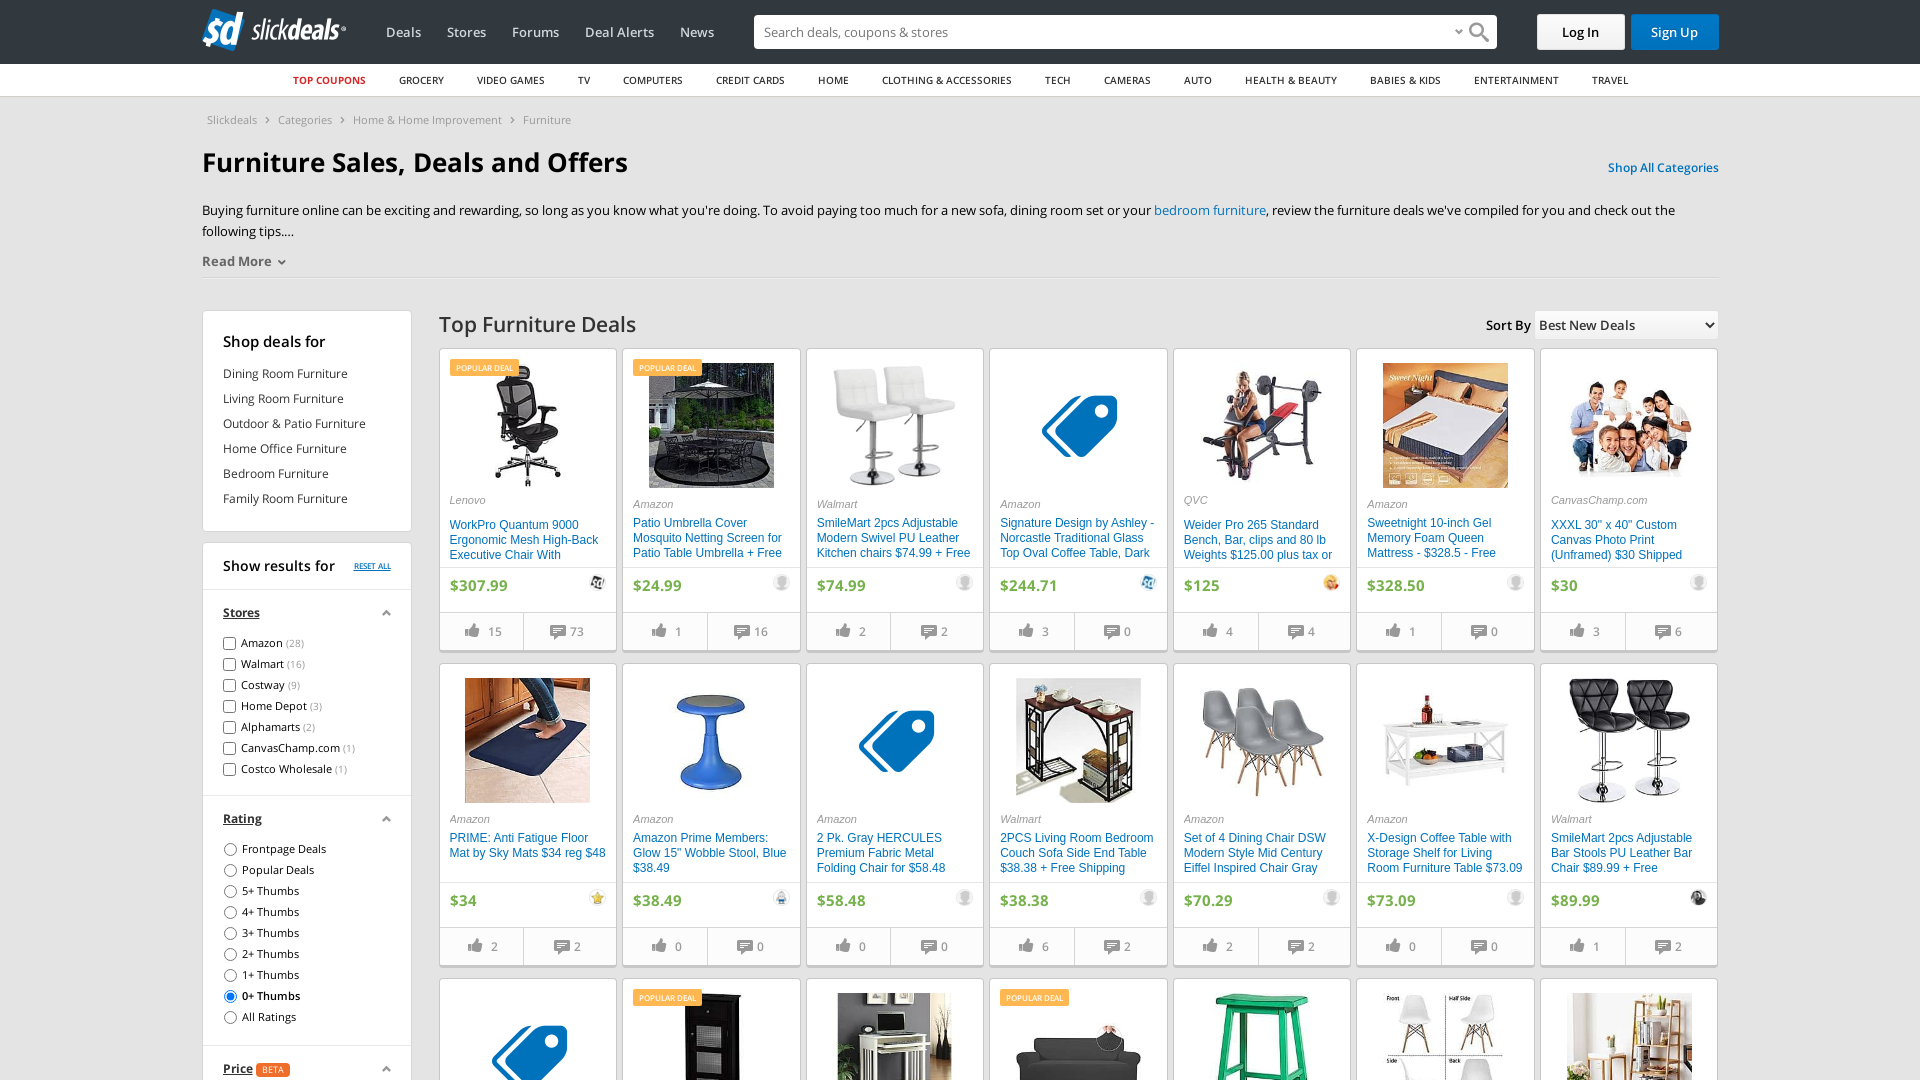 slickdeals
Deals
Stores
Forums
Deal Alerts
News
Search deals, coupons & stores
Log In
Sign Up
TOP COUPONS
GROCERY
VIDEO GAMES
TV
COMPUTERS
CREDIT CARDS
HOME
CLOTHING & ACCESSORIES
TECH
CAMERAS
AUTO
HEALTH & BEAUTY
BABIES & KIDS
ENTERTAINMENT
TRAVEL
Slickdeals > Categories > Home & Home Improvement > Furniture
Furniture Sales, Deals and Offers
Shop All Categories
Buying furniture online can be exciting and rewarding, so long as you know what you're doing. To avoid paying too much for a new sofa, dining room set or your bedroom furniture, review the furniture deals we've compiled for you and check out the
following tips....
Read More
Shop deals for
Dining Room Furniture
Living Room Furniture
Outdoor & Patio Furniture
Home Office Furniture
Bedroom Furniture
Family Room Furniture
Show results for
RESET ALL
Stores
Amazon (28)
Walmart (16)
Costway (9)
Home Depot (3)
Alphamarts (2)
CanvasChamp.com (1)
Costco Wholesale (1)
Rating
Frontpage Deals
Popular Deals
5+ Thumbs
4+ Thumbs
3+ Thumbs
2+ Thumbs
1+ Thumbs
0+ Thumbs
All Ratings
Price BETA
Top Furniture Deals
Sort By
Best New Deals
POPULAR DEAL
Lenovo
WorkPro Quantum 9000
Ergonomic Mesh High-Back
Executive Chair With
$307.99
15
73
POPULAR DEAL
Amazon
Patio Umbrella Cover
Mosquito Netting Screen for
Patio Table Umbrella + Free
$24.99
1
16
Walmart
SmileMart 2pcs Adjustable
Modern Swivel PU Leather
Kitchen chairs $74.99 + Free
$74.99
2
2
Amazon
Signature Design by Ashley -
Norcastle Traditional Glass
Top Oval Coffee Table, Dark
$244.71
3
0
QVC
Weider Pro 265 Standard
Bench, Bar, clips and 80 lb
Weights $125.00 plus tax or
$125
4
4
Sweet Night
Amazon
Sweetnight 10-inch Gel
Memory Foam Queen
Mattress - $328.5 - Free
$328.50
1
0
CanvasChamp.com
XXXL 30" x 40" Custom
Canvas Photo Print
(Unframed) $30 Shipped
$30
3
6
Amazon
PRIME: Anti Fatigue Floor
Mat by Sky Mats $34 reg $48
$34
2
2
Amazon
Amazon Prime Members:
Glow 15" Wobble Stool, Blue
$38.49
$38.49
0
0
Amazon
2 Pk. Gray HERCULES
Premium Fabric Metal
Folding Chair for $58.48
$58.48
0
0
Walmart
2PCS Living Room Bedroom
Couch Sofa Side End Table
$38.38 + Free Shipping
$38.38
6
2
Amazon
Set of 4 Dining Chair DSW
Modern Style Mid Century
Eiffel Inspired Chair Gray
$70.29
2
2
Amazon
X-Design Coffee Table with
Storage Shelf for Living
Room Furniture Table $73.09
$73.09
0
0
Walmart
SmileMart 2pcs Adjustable
Bar Stools PU Leather Bar
Chair $89.99 + Free
$89.99
1
2
POPULAR DEAL
POPULAR DEAL
Front
Half Side
Side
Back